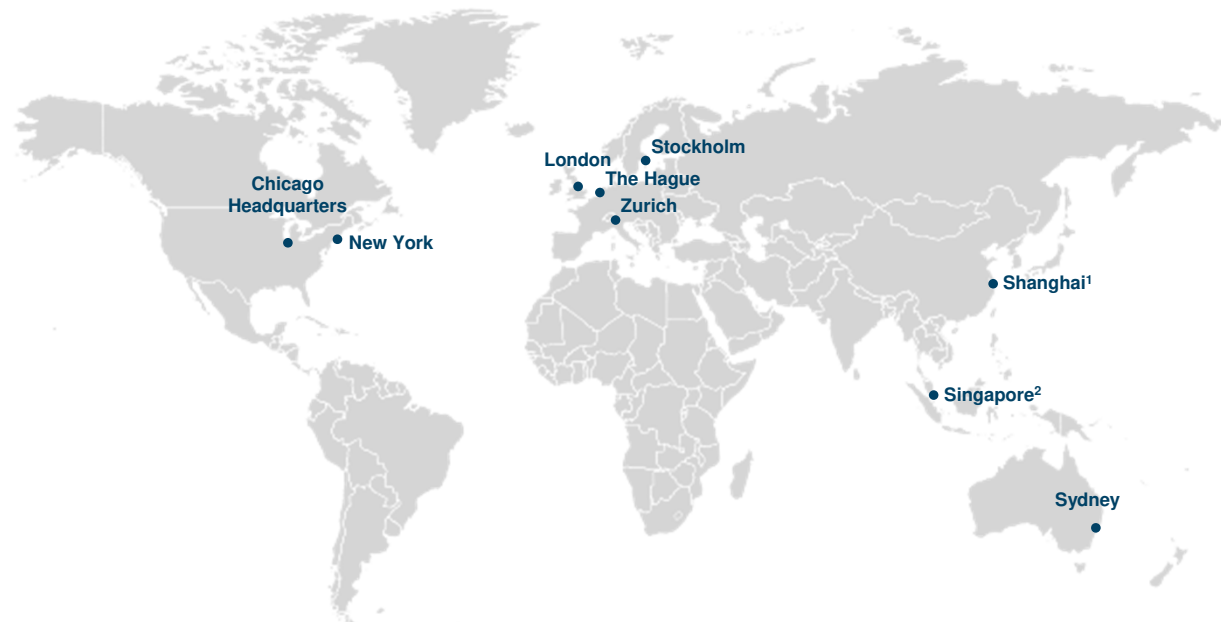 Stockholm
London
The Hague
Chicago
Headquarters
Zurich
New York
Shanghai¹
Singapore²
Sydney